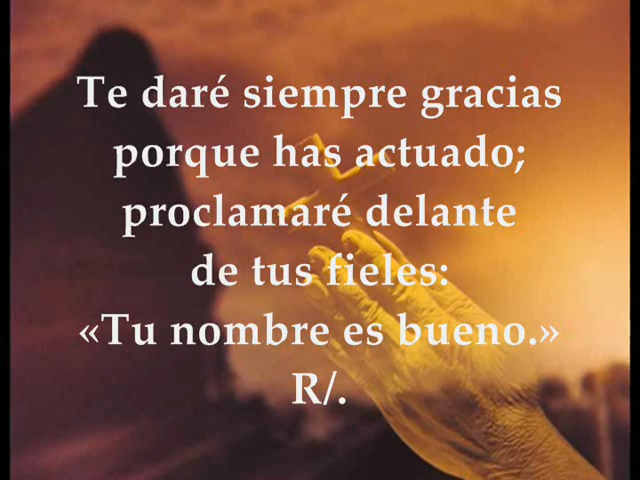 Te daré siempre gracias
porque has actuado;
proclamaré delante
de tus fieles:
«Tu nombre es bueno.»
R/.